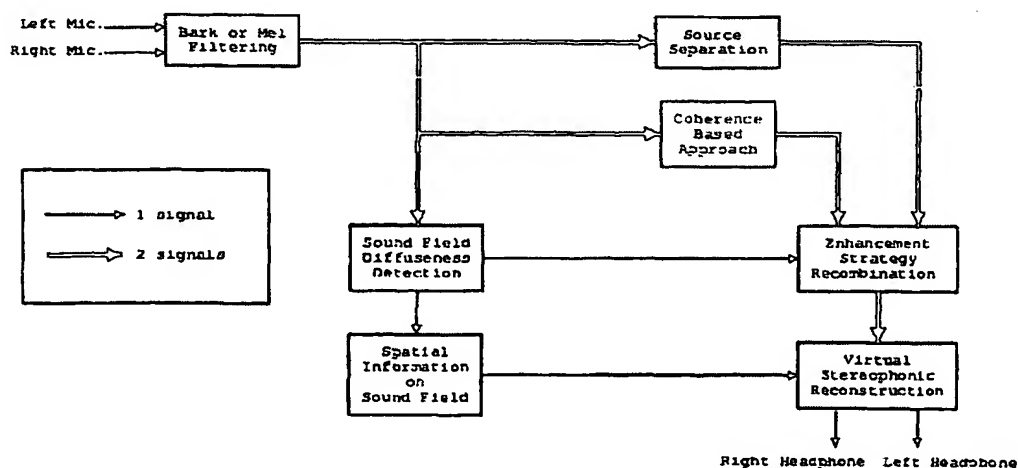 Left Mic.
Right Mic.
Bark or Mel
Filtering
Source
Separation
Coherence
Based
Approach
1 signal
2 signals
Sound Field
Diffuseness
Detection
Enhancement
Strategy
Recombination
Spatial
Information
on
Sound Field
Virtual
Stereophonic
Reconstruction
Right Headphone
Left Headphone